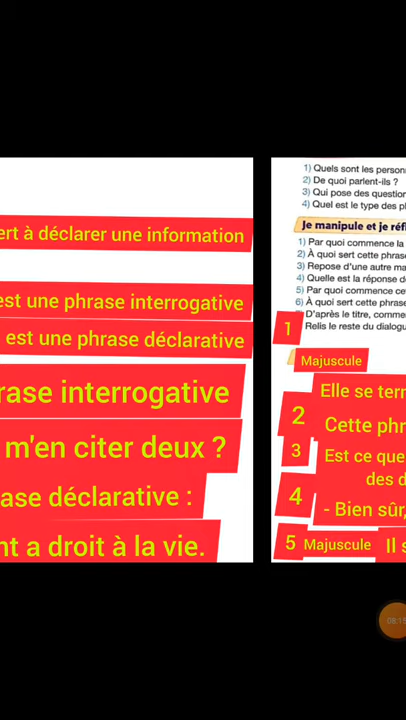 ert à déclarer une information
est une phrase interrogative
est une phrase déclarative
rase interrogative
m'en citer deux ?
ase déclarative :
nt a droit à la vie.
1) Quels sont les person
2) De quoi parlent-ils ?
3) Qui pose des question
4) Quel est le type des p
Je manipule et je réfl
1) Par quoi commence la
2) À quoi sert cette phras
3) Repose d'une autre ma
4) Quelle est la réponse d
5) Par quoi commence ce
6) À quoi sert cette phras
D'après le titre, comme
Relis le reste du dialogu
1
Majuscule
Elle se ter
2
Cette phr
3
Est ce que
des d
4
- Bien sûr,
5 Majuscule Il s
08:15